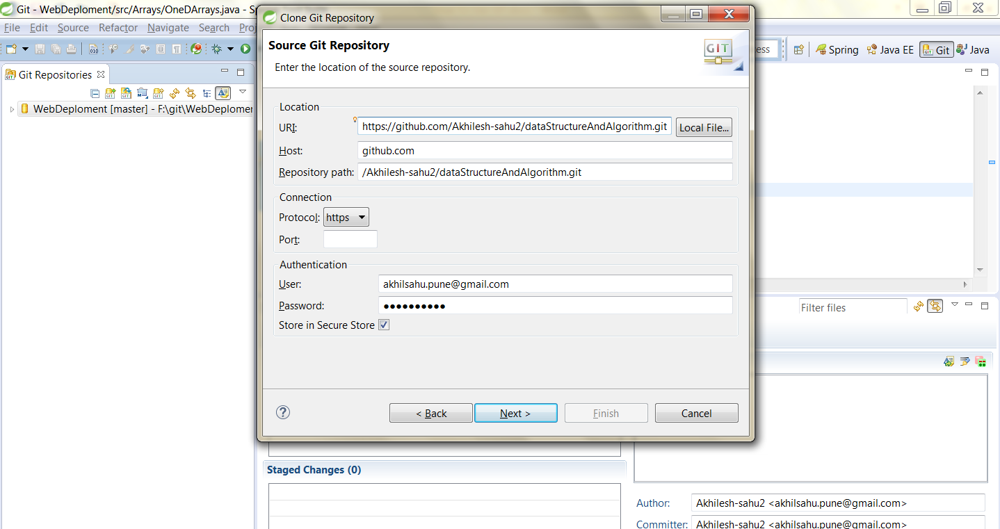 Git - WebDeploment/src/Arrays/OneDArrays.java - S
File Edit Source Refactor Navigate Search
Spring Java EE Git Java
Git Repositories
WebDeploment [master] - F:\git\WebDeplomer
Clone Git Repository
Source Git Repository
Enter the location of the source repository.
GIT
Location
URI: https://github.com/Akhilesh-sahu2/dataStructureAndAlgorithm.git Local File...
Host: github.com
Repository path: /Akhilesh-sahu2/dataStructureAndAlgorithm.git
Connection
Protocol: https
Port:
Authentication
User: akhilsahu.pune@gmail.com
Password: ●●●●●●●●●●
Store in Secure Store
Filter files
? < Back Next > Finish Cancel
Staged Changes (0)
Author: Akhilesh-sahu2 <akhilsahu.pune@gmail.com>
Committer: Akhilesh-sahu2 <akhilsahu.pune@gmail.com>